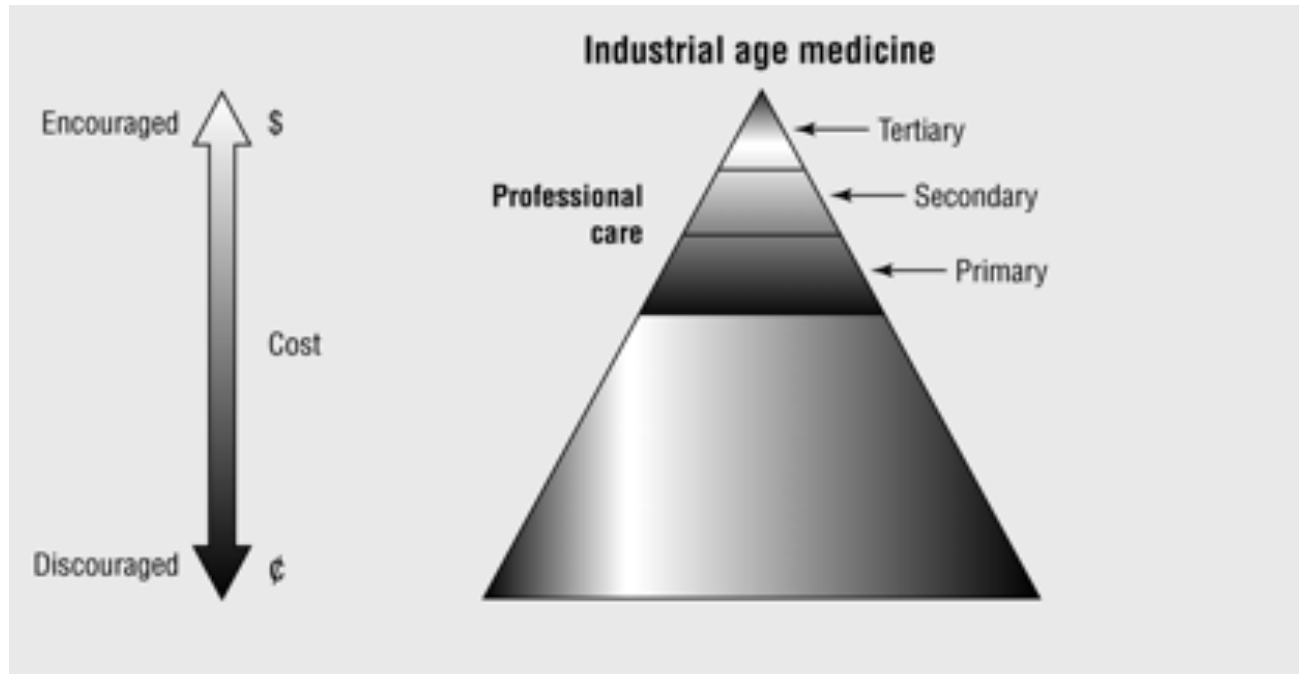 Industrial age medicine
Encouraged
$
Tertiary
Professional
care
Secondary
Primary
Cost
Discouraged
¢